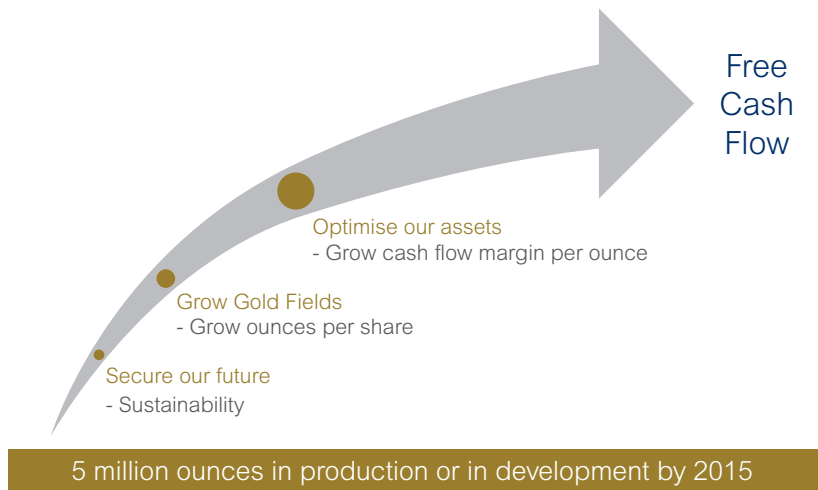 Free
Cash
Flow
Optimise our assets
- Grow cash flow margin per ounce
Grow Gold Fields
- Grow ounces per share
Secure our future
- Sustainability
5 million ounces in production or in development by 2015